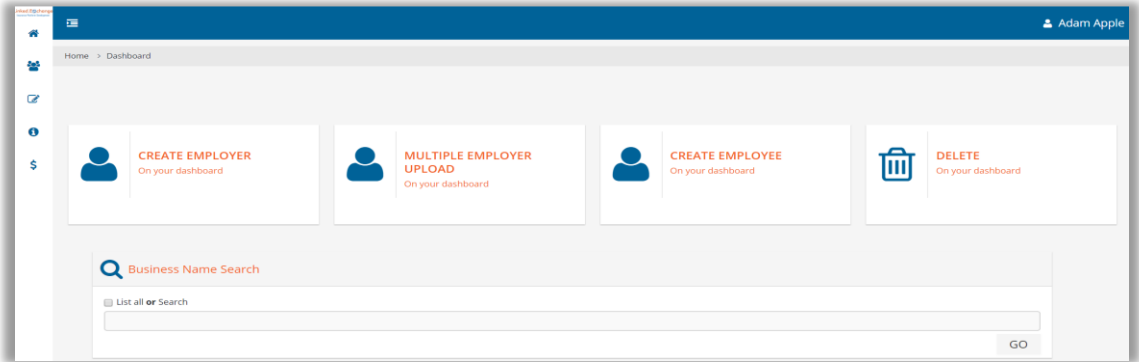 Adam Apple
Home > Dashboard
CREATE EMPLOYER
On your dashboard
MULTIPLE EMPLOYER
UPLOAD
On your dashboard
CREATE EMPLOYEE
On your dashboard
DELETE
On your dashboard
Business Name Search
List all or Search
GO